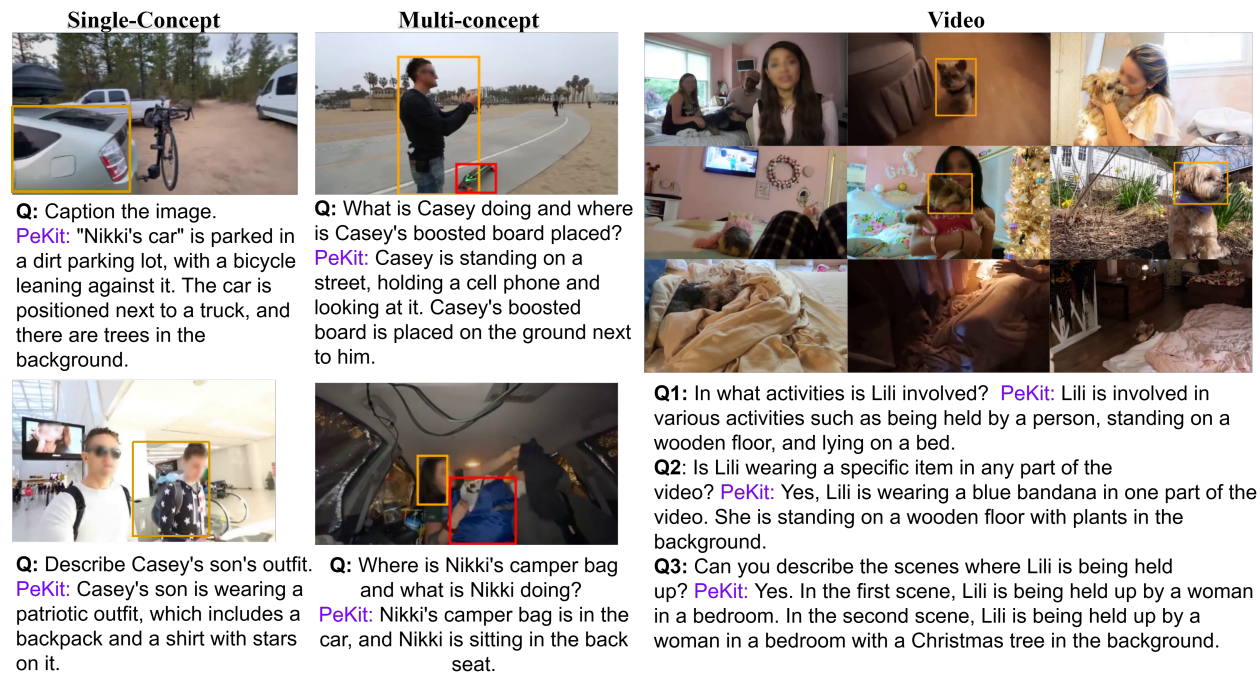 Single-Concept
Q: Caption the image.
PeKit: "Nikki's car" is parked in
a dirt parking lot, with a bicycle
leaning against it. The car is
positioned next to a truck, and
there are trees in the
background.
Q: Describe Casey's son's outfit.
PeKit: Casey's son is wearing a
patriotic outfit, which includes a
backpack and a shirt with stars
on it.
Multi-concept
Q: What is Casey doing and where
is Casey's boosted board placed?
PeKit: Casey is standing on a
street, holding a cell phone and
looking at it. Casey's boosted
board is placed on the ground next
to him.
Q: Where is Nikki's camper bag
and what is Nikki doing?
PeKit: Nikki's camper bag is in the
car, and Nikki is sitting in the back
seat.
Video
Q1: In what activities is Lili involved? PeKit: Lili is involved in
various activities such as being held by a person, standing on a
wooden floor, and lying on a bed.
Q2: Is Lili wearing a specific item in any part of the
video? PeKit: Yes, Lili is wearing a blue bandana in one part of the
video. She is standing on a wooden floor with plants in the
background.
Q3: Can you describe the scenes where Lili is being held
up? PeKit: Yes. In the first scene, Lili is being held up by a woman
in a bedroom. In the second scene, Lili is being held up by a
woman in a bedroom with a Christmas tree in the background.